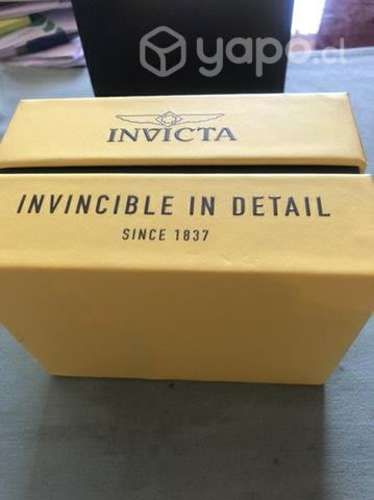 yapo.cl
INVICTA
INVINCIBLE IN DETAIL
SINCE 1837